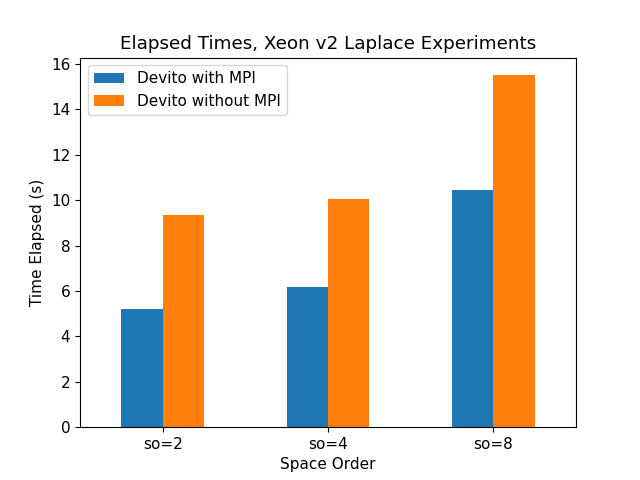 Elapsed Times, Xeon v2 Laplace Experiments
Devito with MPI
Devito without MPI
16
14
12
10
8
6
4
2
0
Time Elapsed (s)
so=2
so=4
so=8
Space Order